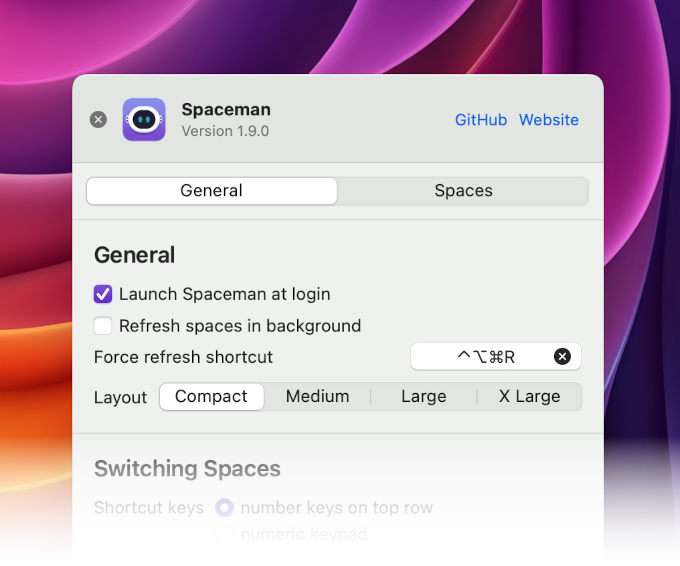 Spaceman
Version 1.9.0
GitHub Website
General Spaces
General
Launch Spaceman at login
Refresh spaces in background
Force refresh shortcut ^⌥⌘R
Layout Compact Medium Large X Large
Switching Spaces
Shortcut keys number keys on top row
numeric keypad